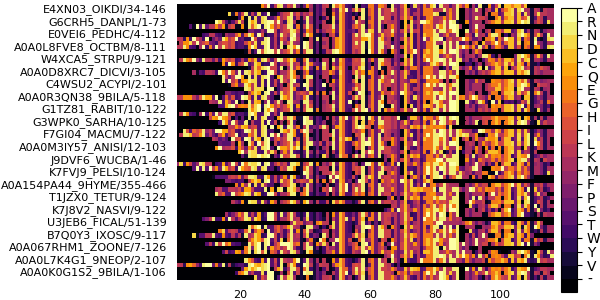 E4XN03_OIKDI/34-146
G6CRH5_DANPL/1-73
E0VEI6_PEDHC/4-112
A0A0L8FVE8_OCTBM/8-111
W4XCA5_STRPU/9-121
A0A0D8XRC7_DICVI/3-105
C4WSU2_ACYPI/2-101
A0A0R3QN38_9BILA/5-118
G1TZ81_RABIT/10-122
G3WPK0_SARHA/10-125
F7GI04_MACMU/7-122
A0A0M3IY57_ANISI/12-103
J9DVF6_WUCBA/1-46
K7FVJ9_PELSI/10-124
A0A154PA44_9HYME/355-466
T1JZX0_TETUR/9-124
K7J8V2_NASVI/9-122
U3JEB6_FICAL/51-139
B7Q0Y3_IXOSC/9-117
A0A067RHM1_ZOONE/7-126
A0A0L7K4G1_9NEOP/2-107
A0A0K0G1S2_9BILA/1-106
20 40 60 80 100
A
R
N
D
C
Q
E
G
H
I
L
K
M
F
P
S
T
W
Y
V
-